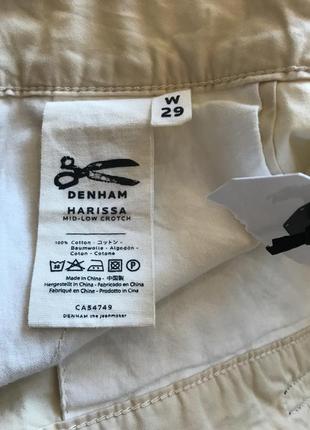 W
29
DENHAM
HARISSA
MID-LOW CROTCH
100% Cotton - コットン -
Baumwolle - Algodon -
Coton - Cotone
Made in China - 中国製
Hergestellt in China - Fabricado en China
Fabriqué en Chine - Prodotto in Cina
CA54749
DENHAM the jeanmaker